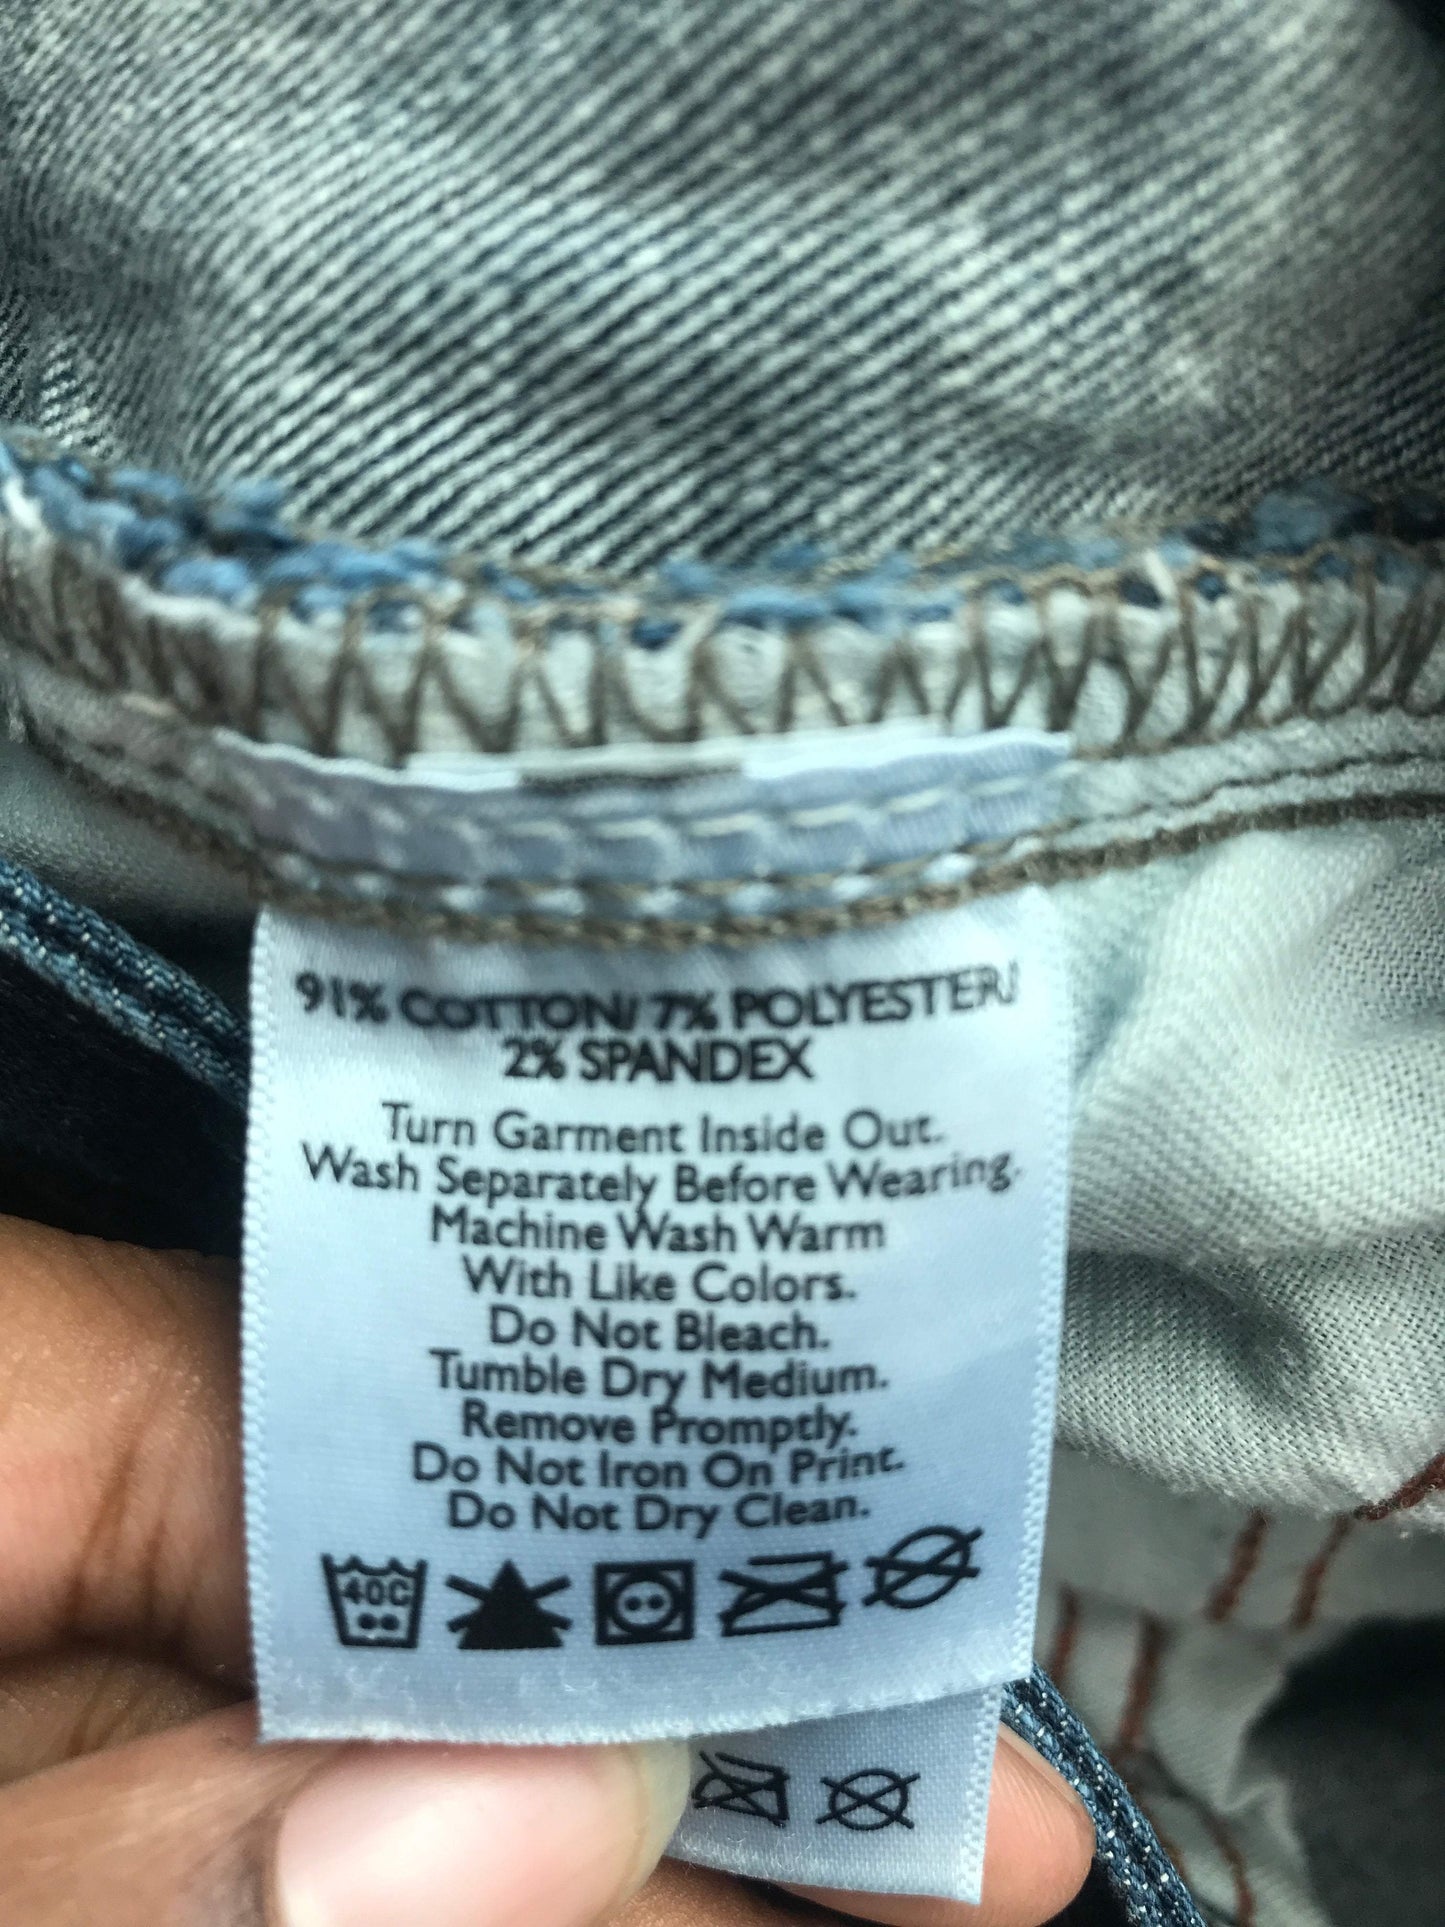 91% COTTON/ 7% POLYESTER/
2% SPANDEX
Turn Garment Inside Out.
Wash Separately Before Wearing.
Machine Wash Warm
With Like Colors.
Do Not Bleach.
Tumble Dry Medium.
Remove Promptly.
Do Not Iron On Print.
Do Not Dry Clean.
40C